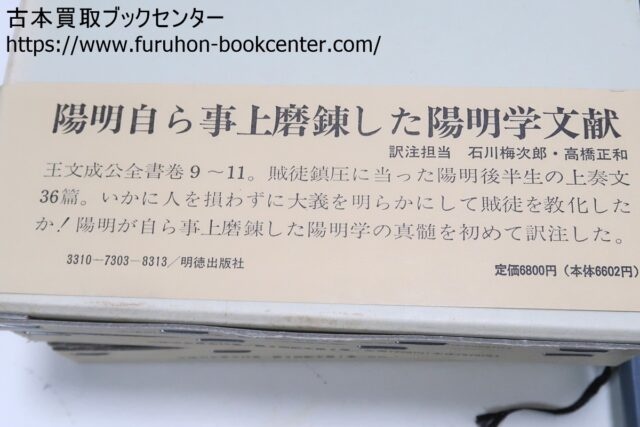 古本買取ブックセンター
https://www.furuhon-bookcenter.com/
陽明自ら事上磨錬した陽明学文献
訳注担当　石川梅次郎・高橋正和
王文成公全書巻9〜11。賊徒鎮圧に当った陽明後半生の上奏文
36篇。いかに人を損わずに大義を明らかにして賊徒を教化した
か！陽明が自ら事上磨錬した陽明学の真髄を初めて訳注した。
3310-7303-8313/明徳出版社
定価6800円（本体6602円）